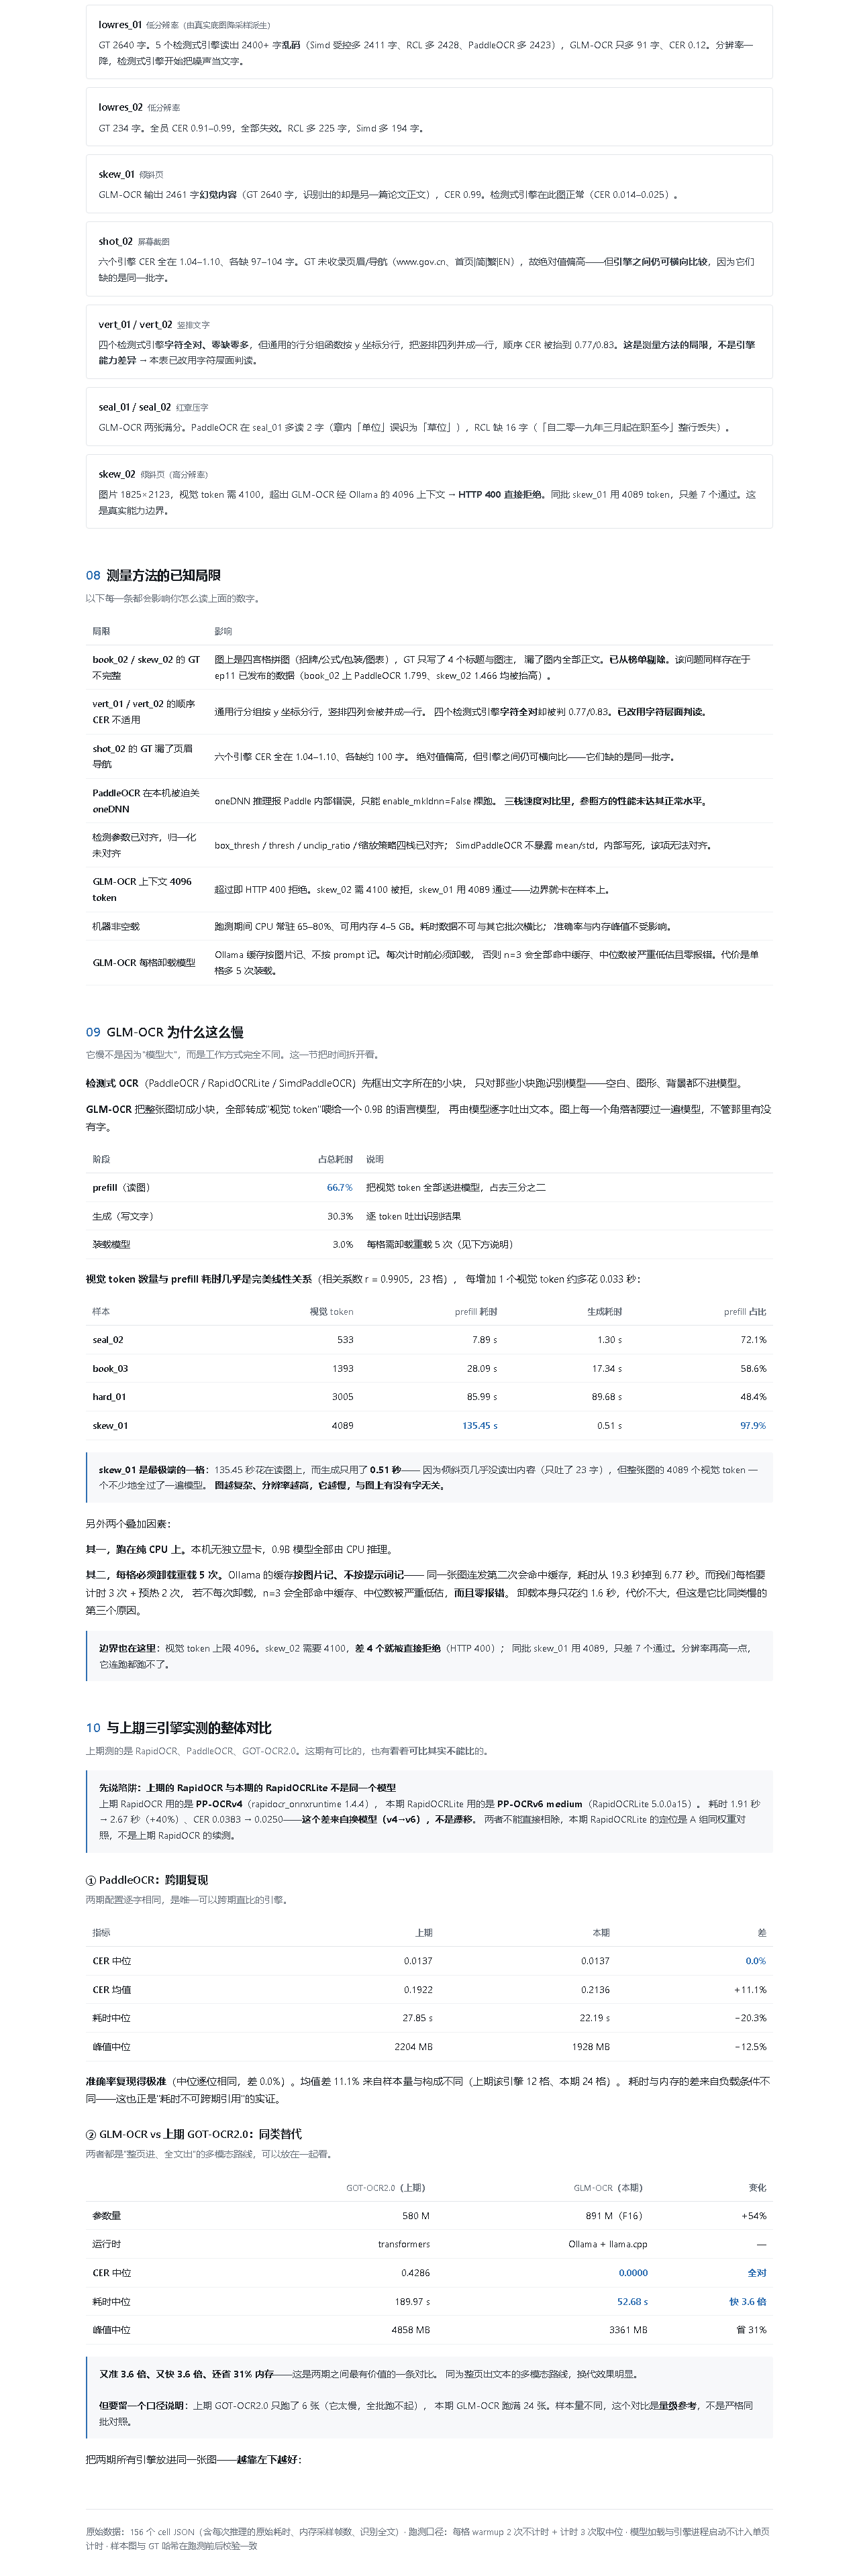 lowres_01 低分辨率（由真实底图降采样派生）
GT 2640 字。5 个检测式引擎读出 2400+ 字乱码（Simd 受控多 2411 字、RCL 多 2428、PaddleOCR 多 2423），GLM-OCR 只多 91 字、CER 0.12。分辨率一
降，检测式引擎开始把噪声当文字。
lowres_02 低分辨率
GT 234 字。全员 CER 0.91–0.99，全部失效。RCL 多 225 字，Simd 多 194 字。
skew_01 倾斜页
GLM-OCR 输出 2461 字幻觉内容（GT 2640 字，识别出的却是另一篇论文正文），CER 0.99。检测式引擎在此图正常（CER 0.014–0.025）。
shot_02 屏幕截图
六个引擎 CER 全在 1.04–1.10、各缺 97–104 字。GT 未收录页眉/导航（www.gov.cn、首页|简|繁|EN），故绝对值偏高——但引擎之间仍可横向比较，因为它们
缺的是同一批字。
vert_01 / vert_02 竖排文字
四个检测式引擎字符全对、零缺零多，但通用的行分组函数按 y 坐标分行，把竖排四列并成一行，顺序 CER 被抬到 0.77/0.83。这是测量方法的局限，不是引擎
能力差异 → 本表已改用字符层面判读。
seal_01 / seal_02 红章压字
GLM-OCR 两张满分。PaddleOCR 在 seal_01 多读 2 字（章内「单位」误识为「草位」），RCL 缺 16 字（「自二零一九年三月起在职至今」整行丢失）。
skew_02 倾斜页（高分辨率）
图片 1825×2123，视觉 token 需 4100，超出 GLM-OCR 经 Ollama 的 4096 上下文 → HTTP 400 直接拒绝。同批 skew_01 用 4089 token，只差 7 个通过。这
是真实能力边界。
08 测量方法的已知局限
以下每一条都会影响你怎么读上面的数字。
局限 影响
book_02 / skew_02 的 GT 不完整 图上是四宫格拼图（招牌/公式/包装/图表），GT 只写了 4 个标题与图注， 漏了图内全部正文。已从榜单剔除。该问题同样存在于
ep11 已发布的数据（book_02 上 PaddleOCR 1.799、skew_02 1.466 均被抬高）。
vert_01 / vert_02 的顺序 CER 不适用 通用行分组按 y 坐标分行，竖排四列会被并成一行。 四个检测式引擎字符全对却被判 0.77/0.83。已改用字符层面判读。
shot_02 的 GT 漏了页眉导航 六个引擎 CER 全在 1.04–1.10、各缺约 100 字。 绝对值偏高，但引擎之间仍可横向比——它们缺的是同一批字。
PaddleOCR 在本机被迫关 oneDNN oneDNN 推理报 Paddle 内部错误，只能 enable_mkldnn=False 裸跑。 三栈速度对比里，参照方的性能未达其正常水平。
检测参数已对齐，归一化未对齐 box_thresh / thresh / unclip_ratio / 缩放策略四栈已对齐； SimdPaddleOCR 不暴露 mean/std，内部写死，该项无法对齐。
GLM-OCR 上下文 4096 token 超过即 HTTP 400 拒绝。skew_02 需 4100 被拒，skew_01 用 4089 通过——边界就卡在样本上。
机器非空载 跑测期间 CPU 常驻 65–80%、可用内存 4–5 GB。耗时数据不可与其它批次横比； 准确率与内存峰值不受影响。
GLM-OCR 每格卸载模型 Ollama 缓存按图片记、不按 prompt 记。每次计时前必须卸载， 否则 n=3 会全部命中缓存、中位数被严重低估且零报错。代价是单
格多 5 次装载。
09 GLM-OCR 为什么这么慢
它慢不是因为"模型大"，而是工作方式完全不同。这一节把时间拆开看。
检测式 OCR（PaddleOCR / RapidOCRLite / SimdPaddleOCR）先框出文字所在的小块， 只对那些小块跑识别模型——空白、图形、背景都不进模型。
GLM-OCR 把整张图切成小块，全部转成"视觉 token"喂给一个 0.9B 的语言模型， 再由模型逐字吐出文本。图上每一个角落都要过一遍模型，不管那里有没
有字。
阶段 占总耗时 说明
prefill（读图） 66.7% 把视觉 token 全部送进模型，占去三分之二
生成（写文字） 30.3% 逐 token 吐出识别结果
装载模型 3.0% 每格需卸载重载 5 次（见下方说明）
视觉 token 数量与 prefill 耗时几乎是完美线性关系（相关系数 r = 0.9905，23 格）， 每增加 1 个视觉 token 约多花 0.033 秒：
样本 视觉 token prefill 耗时 生成耗时 prefill 占比
seal_02 533 7.89 s 1.30 s 72.1%
book_03 1393 28.09 s 17.34 s 58.6%
hard_01 3005 85.99 s 89.68 s 48.4%
skew_01 4089 135.45 s 0.51 s 97.9%
skew_01 是最极端的一格：135.45 秒花在读图上，而生成只用了 0.51 秒—— 因为倾斜页几乎没读出内容（只吐了 23 字），但整张图的 4089 个视觉 token 一
个不少地全过了一遍模型。 图越复杂、分辨率越高，它越慢，与图上有没有字无关。
另外两个叠加因素：
其一，跑在纯 CPU 上。本机无独立显卡，0.9B 模型全部由 CPU 推理。
其二，每格必须卸载重载 5 次。Ollama 的缓存按图片记、不按提示词记—— 同一张图连发第二次会命中缓存，耗时从 19.3 秒掉到 6.77 秒。而我们每格要
计时 3 次 + 预热 2 次， 若不每次卸载，n=3 会全部命中缓存、中位数被严重低估，而且零报错。 卸载本身只花约 1.6 秒，代价不大，但这是它比同类慢的
第三个原因。
边界也在这里：视觉 token 上限 4096。skew_02 需要 4100，差 4 个就被直接拒绝（HTTP 400）； 同批 skew_01 用 4089，只差 7 个通过。分辨率再高一点，
它连跑都跑不了。
10 与上期三引擎实测的整体对比
上期测的是 RapidOCR、PaddleOCR、GOT-OCR2.0。这期有可比的，也有看着可比其实不能比的。
先说陷阱：上期的 RapidOCR 与本期的 RapidOCRLite 不是同一个模型
上期 RapidOCR 用的是 PP-OCRv4（rapidocr_onnxruntime 1.4.4）， 本期 RapidOCRLite 用的是 PP-OCRv6 medium（RapidOCRLite 5.0.0a15）。 耗时 1.91 秒
→ 2.67 秒（+40%）、CER 0.0383 → 0.0250——这个差来自换模型（v4→v6），不是漂移。 两者不能直接相除，本期 RapidOCRLite 的定位是 A 组同权重对
照，不是上期 RapidOCR 的续测。
① PaddleOCR：跨期复现
两期配置逐字相同，是唯一可以跨期直比的引擎。
指标 上期 本期 差
CER 中位 0.0137 0.0137 0.0%
CER 均值 0.1922 0.2136 +11.1%
耗时中位 27.85 s 22.19 s −20.3%
峰值中位 2204 MB 1928 MB −12.5%
准确率复现得极准（中位逐位相同，差 0.0%）。均值差 11.1% 来自样本量与构成不同（上期该引擎 12 格、本期 24 格）。 耗时与内存的差来自负载条件不
同——这也正是"耗时不可跨期引用"的实证。
② GLM-OCR vs 上期 GOT-OCR2.0：同类替代
两者都是"整页进、全文出"的多模态路线，可以放在一起看。
GOT-OCR2.0（上期） GLM-OCR（本期） 变化
参数量 580 M 891 M（F16） +54%
运行时 transformers Ollama + llama.cpp —
CER 中位 0.4286 0.0000 全对
耗时中位 189.97 s 52.68 s 快 3.6 倍
峰值中位 4858 MB 3361 MB 省 31%
又准 3.6 倍、又快 3.6 倍、还省 31% 内存——这是两期之间最有价值的一条对比。 同为整页出文本的多模态路线，换代效果明显。
但要留一个口径说明：上期 GOT-OCR2.0 只跑了 6 张（它太慢，全批跑不起）， 本期 GLM-OCR 跑满 24 张。样本量不同，这个对比是量级参考，不是严格同
批对照。
把两期所有引擎放进同一张图——越靠左下越好：
原始数据：156 个 cell JSON（含每次推理的原始耗时、内存采样帧数、识别全文）· 跑测口径：每格 warmup 2 次不计时 + 计时 3 次取中位 · 模型加载与引擎进程启动不计入单页
计时 · 样本图与 GT 哈希在跑测前后校验一致